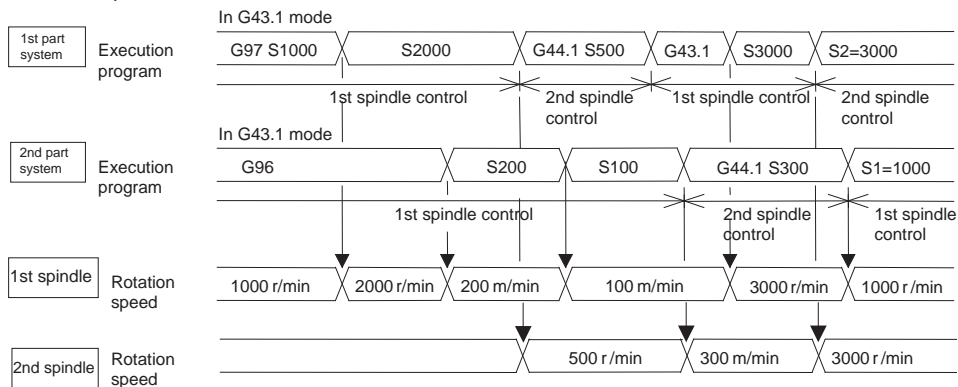 In G43.1 mode
1st part
system
Execution
program
G97 S1000
S2000
G44.1 S500
G43.1
S3000
S2=3000
1st spindle control
2nd spindle
control
1st spindle control
2nd spindle
control
In G43.1 mode
2nd part
system
Execution
program
G96
S200
S100
G44.1 S300
S1=1000
1st spindle control
2nd spindle
control
1st spindle
control
1st spindle
Rotation
speed
1000 r/min
2000 r/min
200 m/min
100 m/min
3000 r/min
1000 r/min
2nd spindle
Rotation
speed
500 r/min
300 m/min
3000 r/min